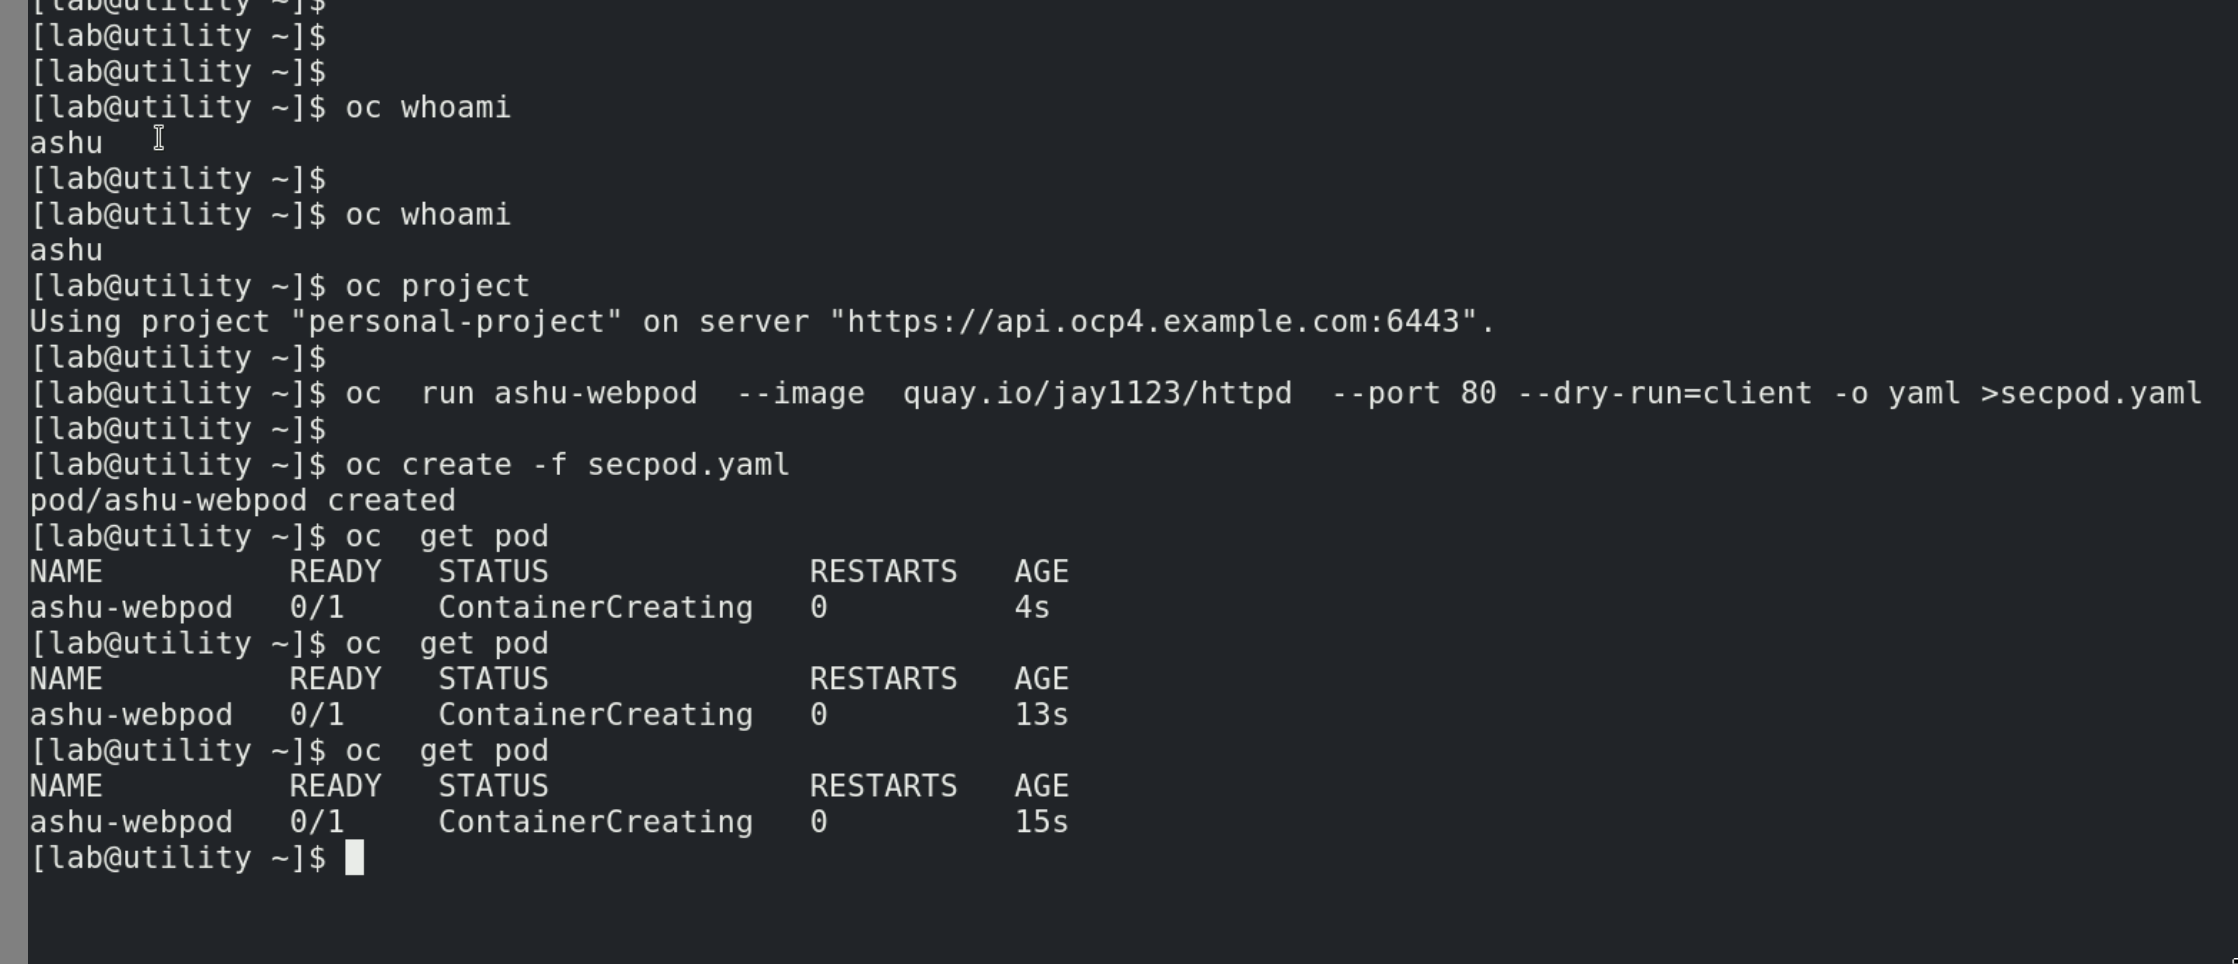 [lab@utility ~]$
[lab@utility ~]$
[lab@utility ~]$
[lab@utility ~]$ oc whoami
ashu
[lab@utility ~]$
[lab@utility ~]$ oc whoami
ashu
[lab@utility ~]$ oc project
Using project "personal-project" on server "https://api.ocp4.example.com:6443".
[lab@utility ~]$
[lab@utility ~]$ oc  run ashu-webpod  --image  quay.io/jay1123/httpd  --port 80 --dry-run=client -o yaml >secpod.yaml
[lab@utility ~]$
[lab@utility ~]$ oc create -f secpod.yaml
pod/ashu-webpod created
[lab@utility ~]$ oc  get pod
NAME          READY   STATUS              RESTARTS   AGE
ashu-webpod   0/1     ContainerCreating   0          4s
[lab@utility ~]$ oc  get pod
NAME          READY   STATUS              RESTARTS   AGE
ashu-webpod   0/1     ContainerCreating   0          13s
[lab@utility ~]$ oc  get pod
NAME          READY   STATUS              RESTARTS   AGE
ashu-webpod   0/1     ContainerCreating   0          15s
[lab@utility ~]$